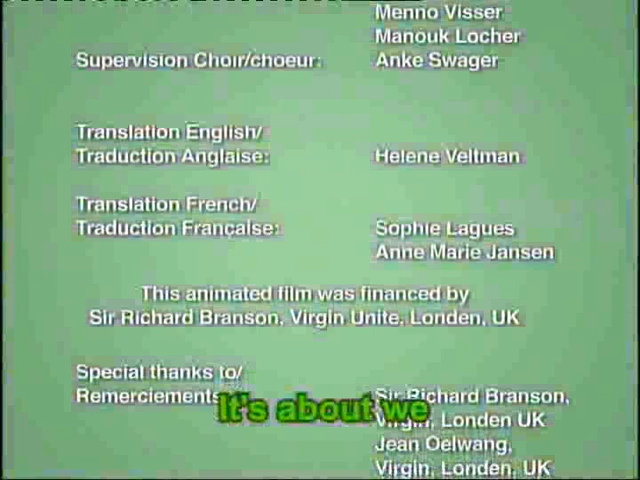 Menno Visser
Manouk Locher
Supervision Choir/choeur: Anke Swager
Translation English/
Traduction Anglaise: Helene Veltman
Translation French/
Traduction Française: Sophie Lagues
Anne Marie Jansen
This animated film was financed by
Sir Richard Branson, Virgin Unite, Londen, UK
Special thanks to/
Remerciements Sir Richard Branson,
It's about we
Virgin, Londen UK
Jean Oelwang,
Virgin, Londen, UK